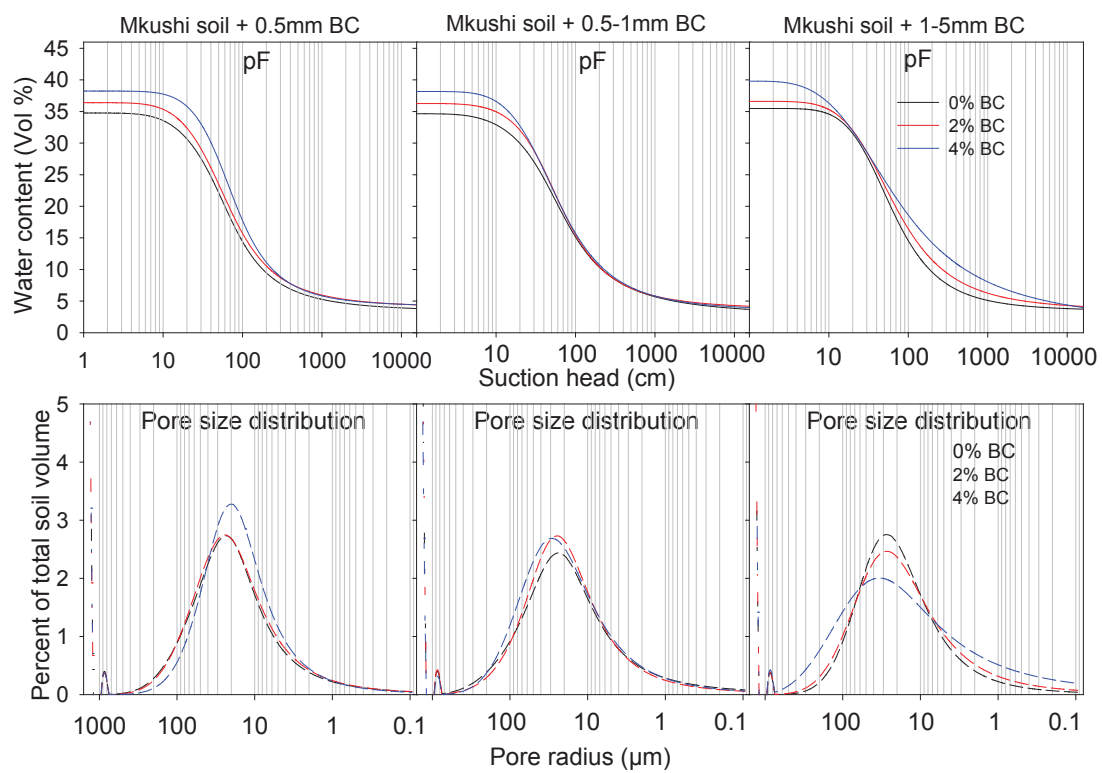 Mkushi soil + 0.5mm BC
Mkushi soil + 0.5-1mm BC
Mkushi soil + 1-5mm BC
pF
pF
pF
Water content (Vol %)
45
40
35
30
25
20
15
10
5
0
0% BC
2% BC
4% BC
1 10 100 1000 10000
10 100 1000 10000
10 100 1000 10000
Suction head (cm)
Pore size distribution
Pore size distribution
Pore size distribution
Percent of total soil volume
5
4
3
2
1
0
0% BC
2% BC
4% BC
1000 100 10 1 0.1
100 10 1 0.1
100 10 1 0.1
Pore radius (µm)